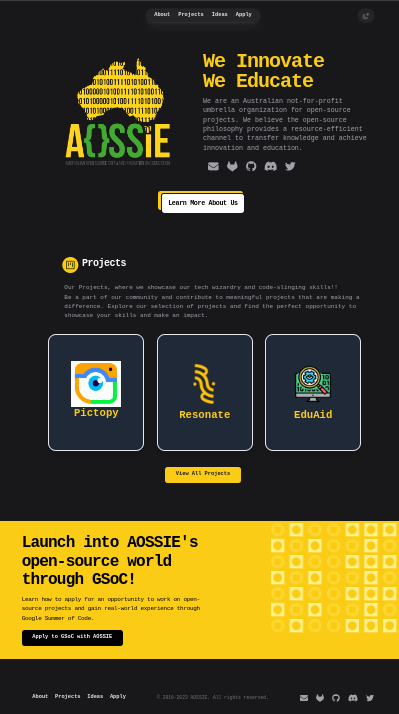 About Projects Ideas Apply
We Innovate
We Educate
We are an Australian not-for-profit
umbrella organization for open-source
projects. We believe the open-source
philosophy provides a resource-efficient
channel to transfer knowledge and achieve
innovation and education.
AOSSIE
Learn More About Us
Projects
Our Projects, where we showcase our tech wizardry and code-slinging skills!!
Be a part of our community and contribute to meaningful projects that are making a
difference. Explore our selection of projects and find the perfect opportunity to
showcase your skills and make an impact.
Pictopy
Resonate
EduAid
View All Projects
Launch into AOSSIE's
open-source world
through GSoC!
Learn how to apply for an opportunity to work on open-
source projects and gain real-world experience through
Google Summer of Code.
Apply to GSoC with AOSSIE
About Projects Ideas Apply
© 2016-2023 AOSSIE. All rights reserved.